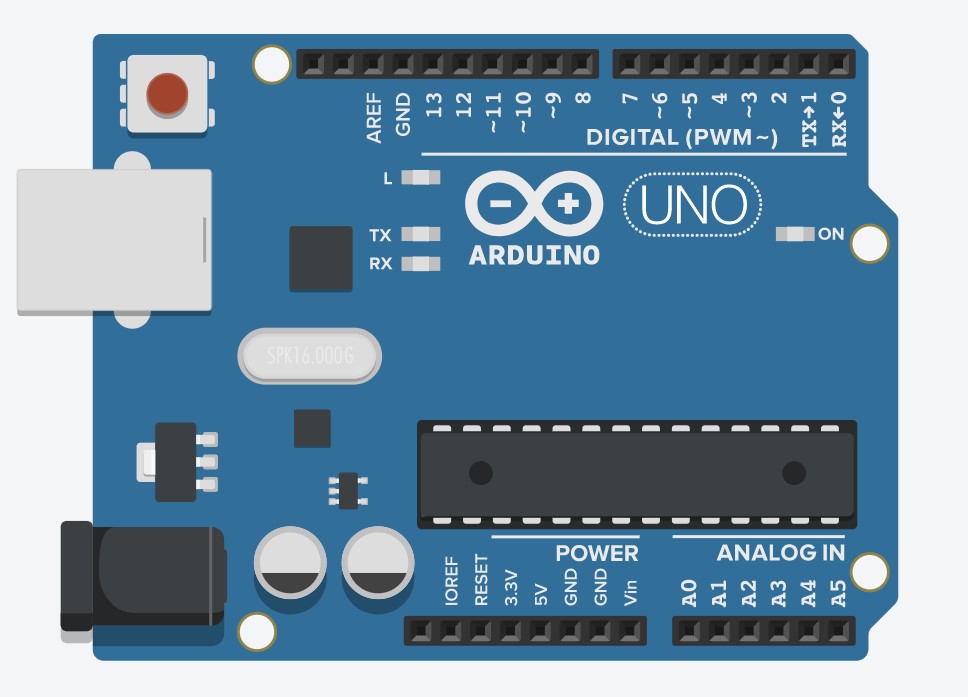 AREF GND 13 12 ~11 ~10 ~9 8 7 ~6 ~5 4 ~3 2 TX→1 RX←0
DIGITAL (PWM ~)
L
UNO
TX
ON
RX
ARDUINO
SPK16.000G
POWER
ANALOG IN
IOREF RESET 3.3V 5V GND GND Vin A0 A1 A2 A3 A4 A5